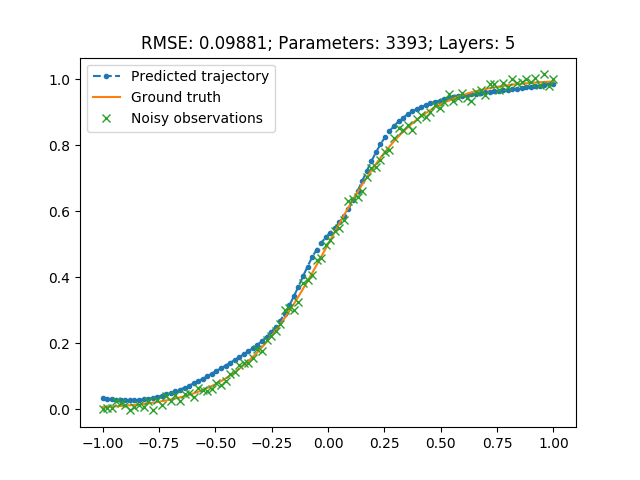 RMSE: 0.09881; Parameters: 3393; Layers: 5
Predicted trajectory
Ground truth
Noisy observations
1.0
0.8
0.6
0.4
0.2
0.0
−1.00 −0.75 −0.50 −0.25 0.00 0.25 0.50 0.75 1.00